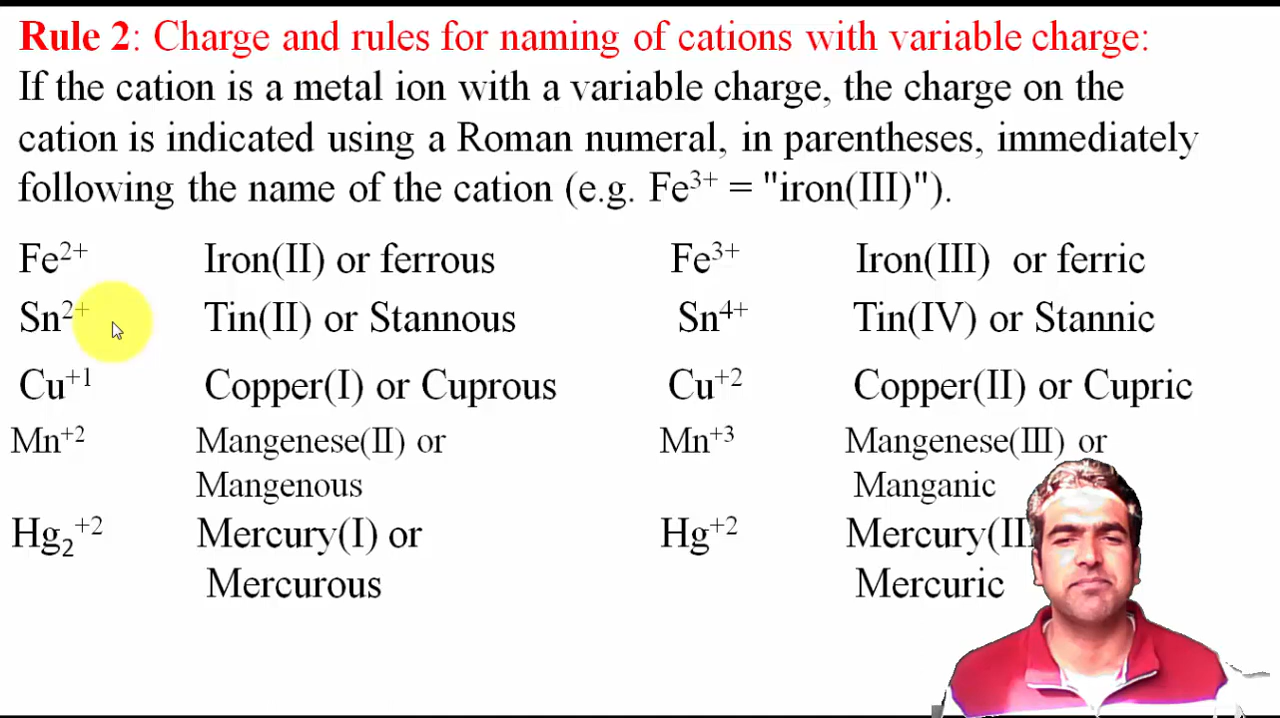 Rule 2: Charge and rules for naming of cations with variable charge:
If the cation is a metal ion with a variable charge, the charge on the
cation is indicated using a Roman numeral, in parentheses, immediately
following the name of the cation (e.g. Fe³⁺ = "iron(III)").
Fe²⁺ Iron(II) or ferrous Fe³⁺ Iron(III) or ferric
Sn²⁺ Tin(II) or Stannous Sn⁴⁺ Tin(IV) or Stannic
Cu⁺¹ Copper(I) or Cuprous Cu⁺² Copper(II) or Cupric
Mn⁺² Mangenese(II) or Mn⁺³ Mangenese(III) or
Mangenous Manganic
Hg₂⁺² Mercury(I) or Hg⁺² Mercury(II
Mercurous Mercuric